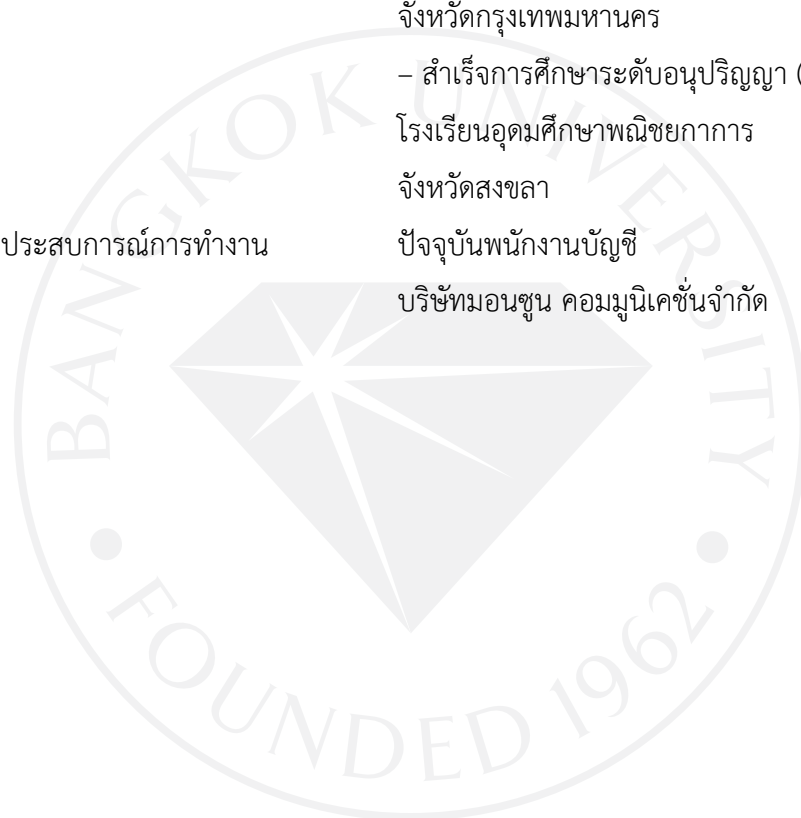 จังหวัดกรุงเทพมหานคร
– สำเร็จการศึกษาระดับอนุปริญญา (
โรงเรียนอุดมศึกษาพณิชยกาการ
จังหวัดสงขลา
ประสบการณ์การทำงาน ปัจจุบันพนักงานบัญชี
บริษัทมอนซูน คอมมูนิเคชั่นจำกัด
BANGKOK UNIVERSITY
FOUNDED 1962